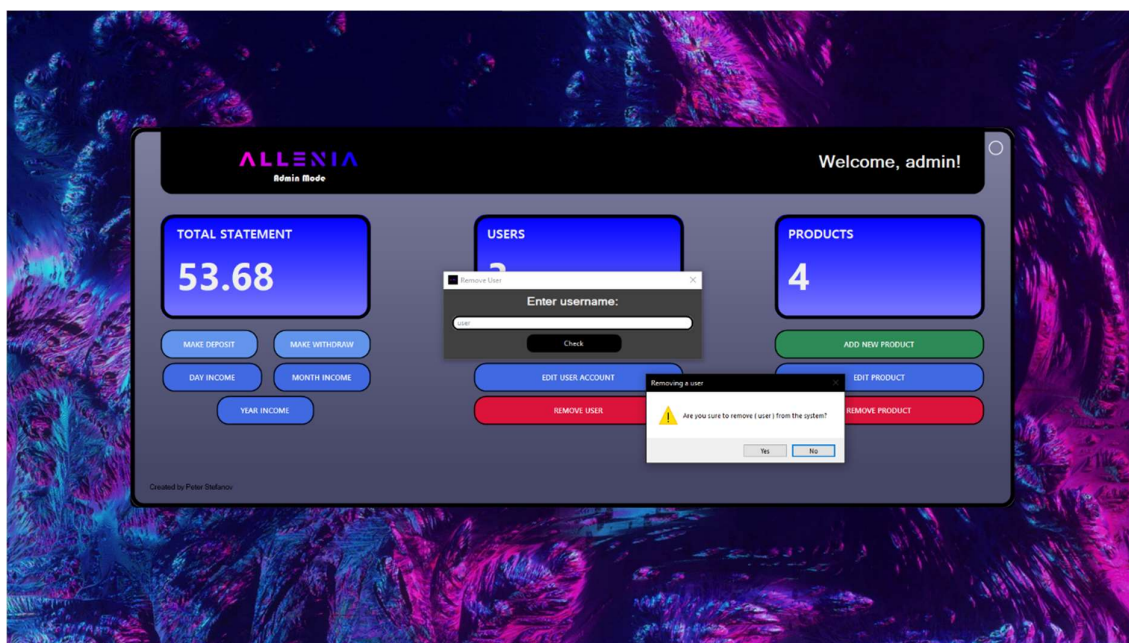 ALLENIA
Admin Mode
Welcome, admin!
TOTAL STATEMENT
53.68
USERS
PRODUCTS
4
Remove User
Enter username:
user
Check
MAKE DEPOSIT
MAKE WITHDRAW
ADD NEW PRODUCT
DAY INCOME
MONTH INCOME
EDIT USER ACCOUNT
EDIT PRODUCT
YEAR INCOME
REMOVE USER
REMOVE PRODUCT
Removing a user
Are you sure to remove ( user ) from the system?
Yes
No
Created by Peter Stefanov